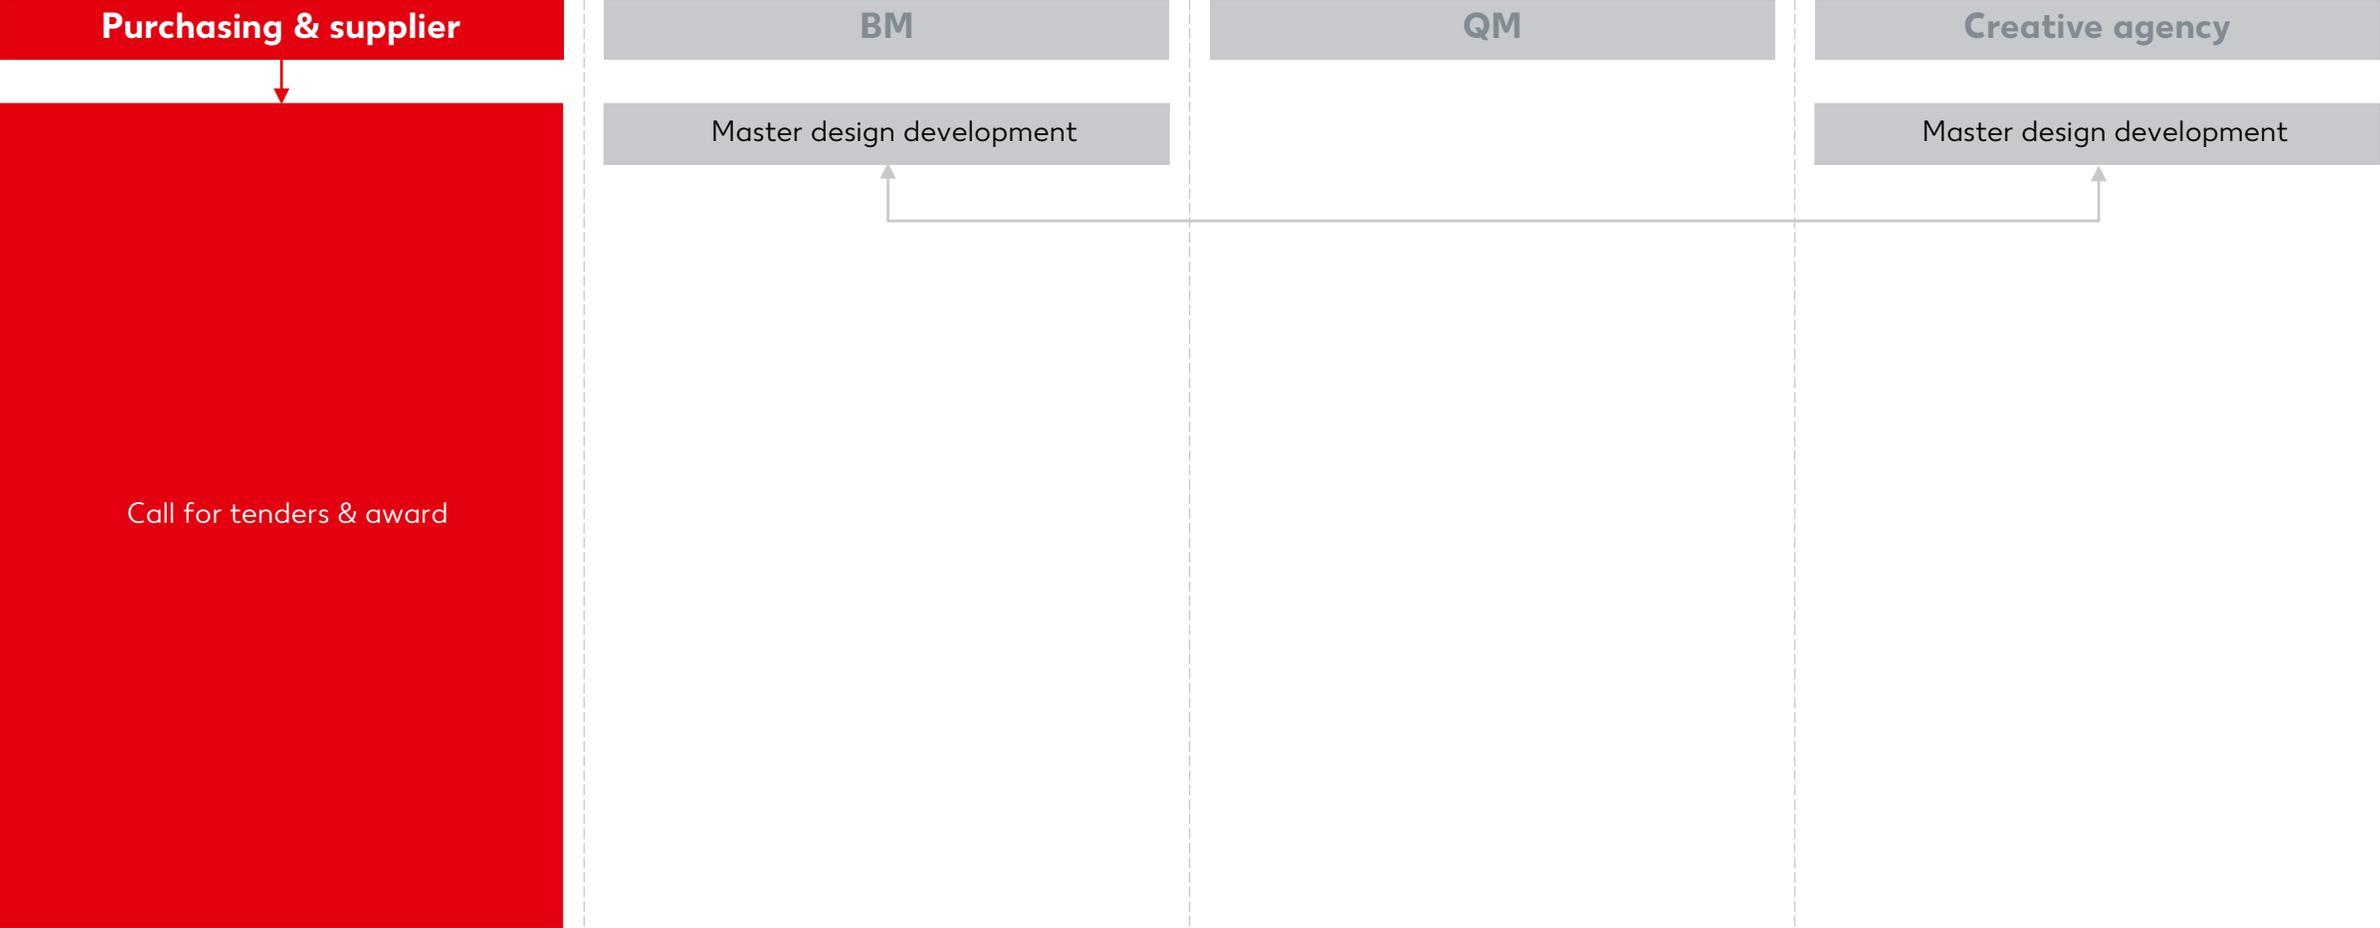 Purchasing & supplier
BM
QM
Creative agency
Master design development
Master design development
Call for tenders & award